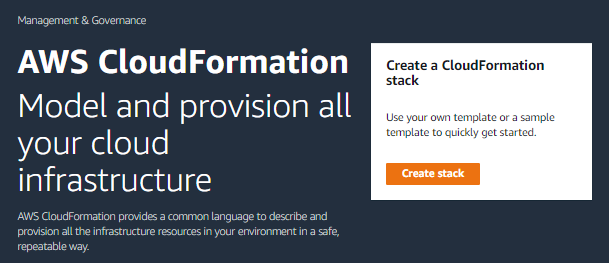 Management & Governance
AWS CloudFormation
Model and provision all
your cloud
infrastructure
AWS CloudFormation provides a common language to describe and
provision all the infrastructure resources in your environment in a safe,
repeatable way.
Create a CloudFormation
stack
Use your own template or a sample
template to quickly get started.
Create stack